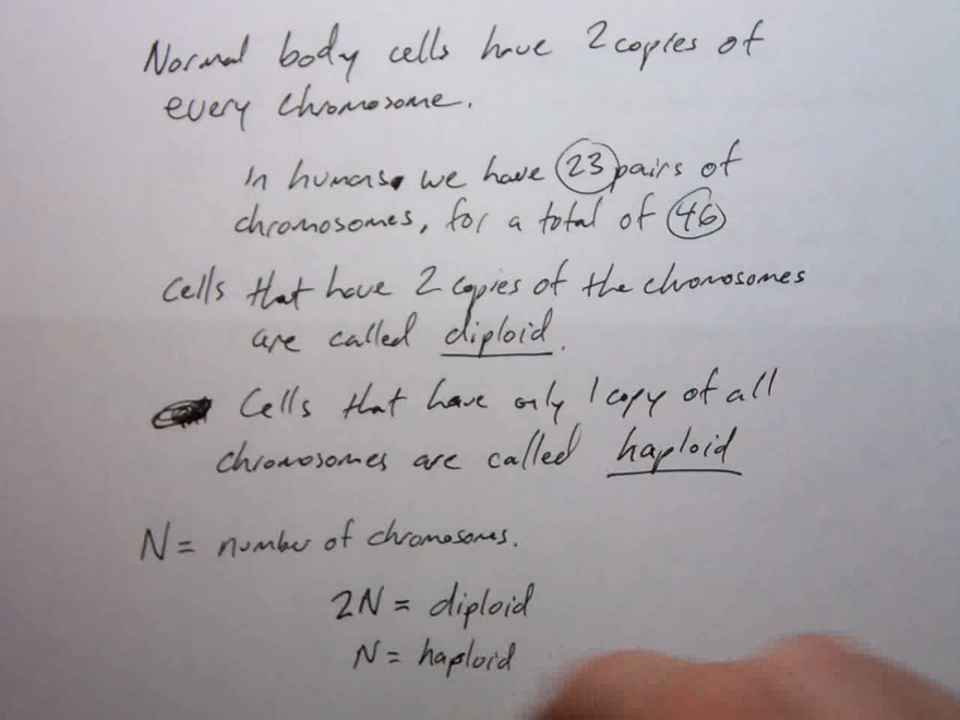 Normal body cells have 2 copies of
every chromosome.
In humans we have 23 pairs of
chromosomes, for a total of 46
Cells that have 2 copies of the chromosomes
are called diploid.
Cells that have only 1 copy of all
chromosomes are called haploid
N = number of chromosomes.
2N = diploid
N = haploid